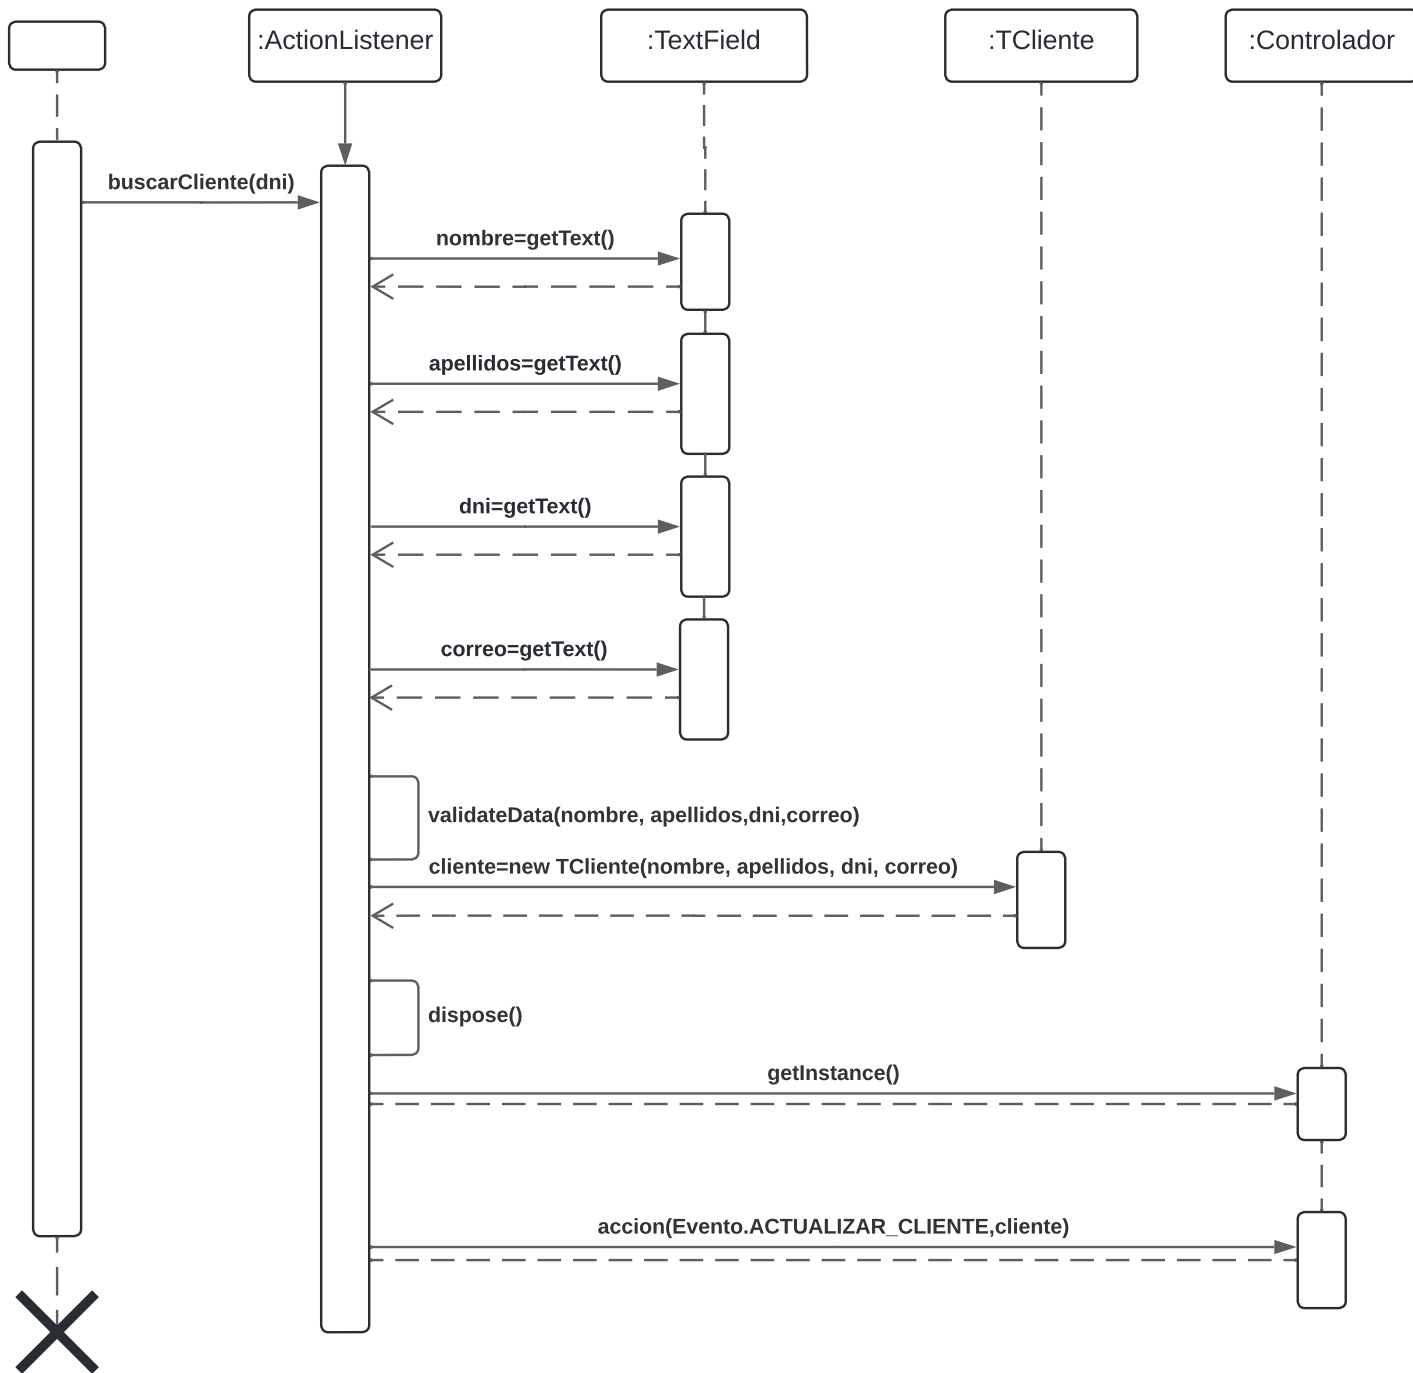 :ActionListener
:TextField
:TCliente
:Controlador
buscarCliente(dni)
nombre=getText()
apellidos=getText()
dni=getText()
correo=getText()
validateData(nombre, apellidos,dni,correo)
cliente=new TCliente(nombre, apellidos, dni, correo)
dispose()
getInstance()
accion(Evento.ACTUALIZAR_CLIENTE,cliente)